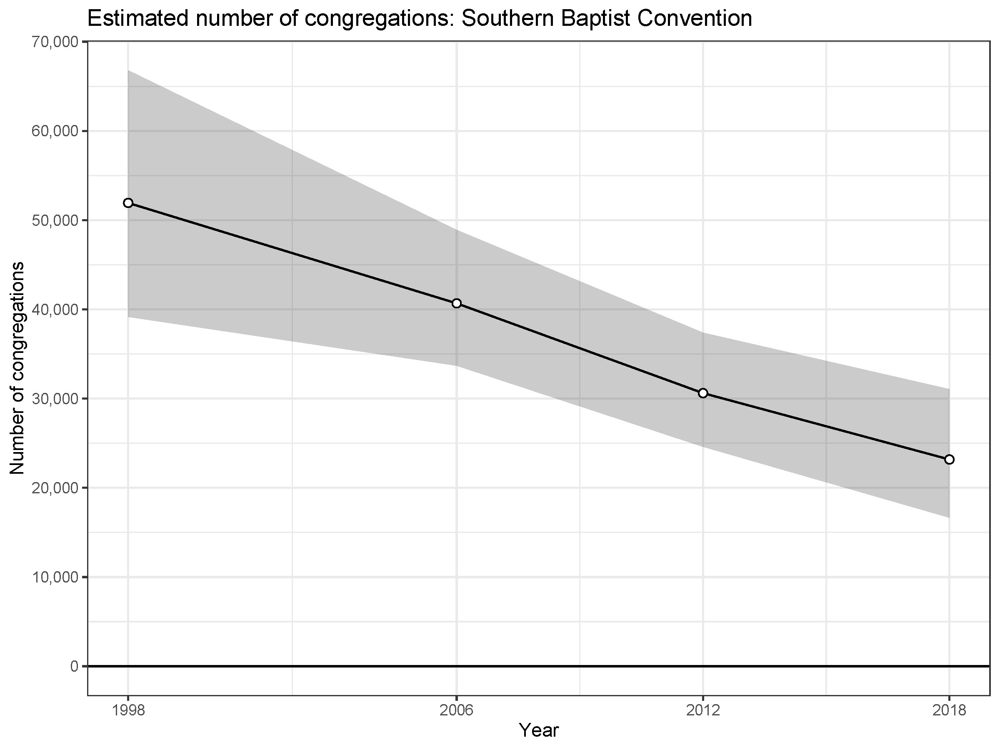 Estimated number of congregations: Southern Baptist Convention
70,000
60,000
50,000
40,000
30,000
20,000
10,000
0
Number of congregations
1998 2006 2012 2018
Year